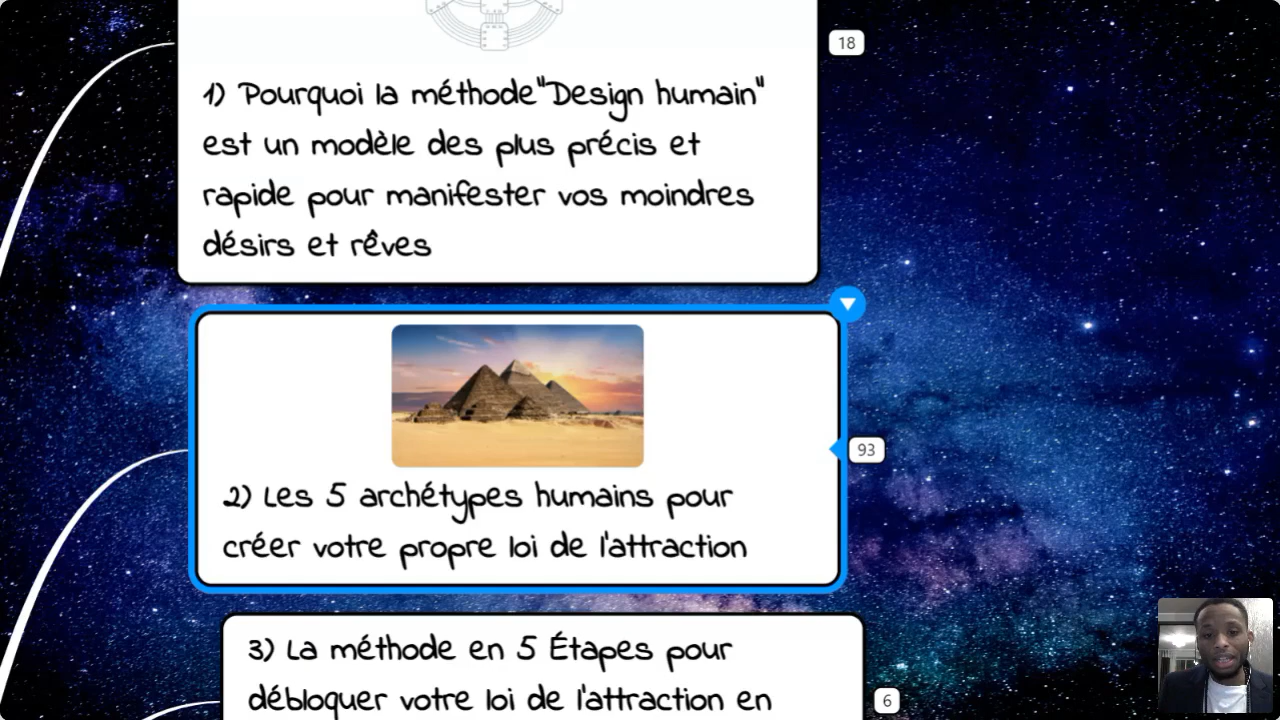 18
1) Pourquoi la méthode"Design humain"
est un modèle des plus précis et
rapide pour manifester vos moindres
désirs et rêves
93
2) Les 5 archétypes humains pour
créer votre propre loi de l'attraction
3) La méthode en 5 Étapes pour
débloquer votre loi de l'attraction en
6